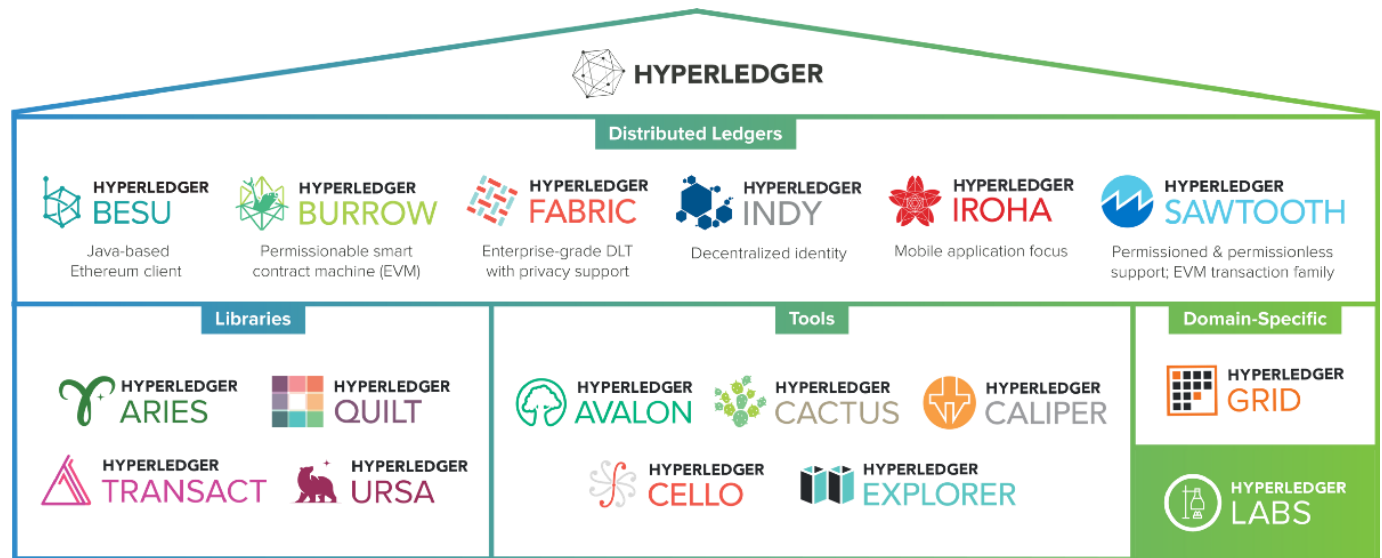 HYPERLEDGER
Distributed Ledgers
HYPERLEDGER
BESU
Java-based
Ethereum client
HYPERLEDGER
BURROW
Permissionable smart
contract machine (EVM)
HYPERLEDGER
FABRIC
Enterprise-grade DLT
with privacy support
HYPERLEDGER
INDY
Decentralized identity
HYPERLEDGER
IROHA
Mobile application focus
HYPERLEDGER
SAWTOOTH
Permissioned & permissionless
support; EVM transaction family
Libraries
HYPERLEDGER
ARIES
HYPERLEDGER
QUILT
HYPERLEDGER
TRANSACT
HYPERLEDGER
URSA
Tools
HYPERLEDGER
AVALON
HYPERLEDGER
CACTUS
HYPERLEDGER
CALIPER
HYPERLEDGER
CELLO
HYPERLEDGER
EXPLORER
Domain-Specific
HYPERLEDGER
GRID
HYPERLEDGER
LABS